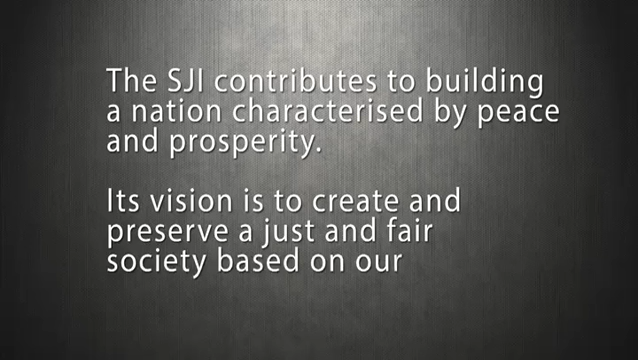 The SJI contributes to building
a nation characterised by peace
and prosperity.
Its vision is to create and
preserve a just and fair
society based on our